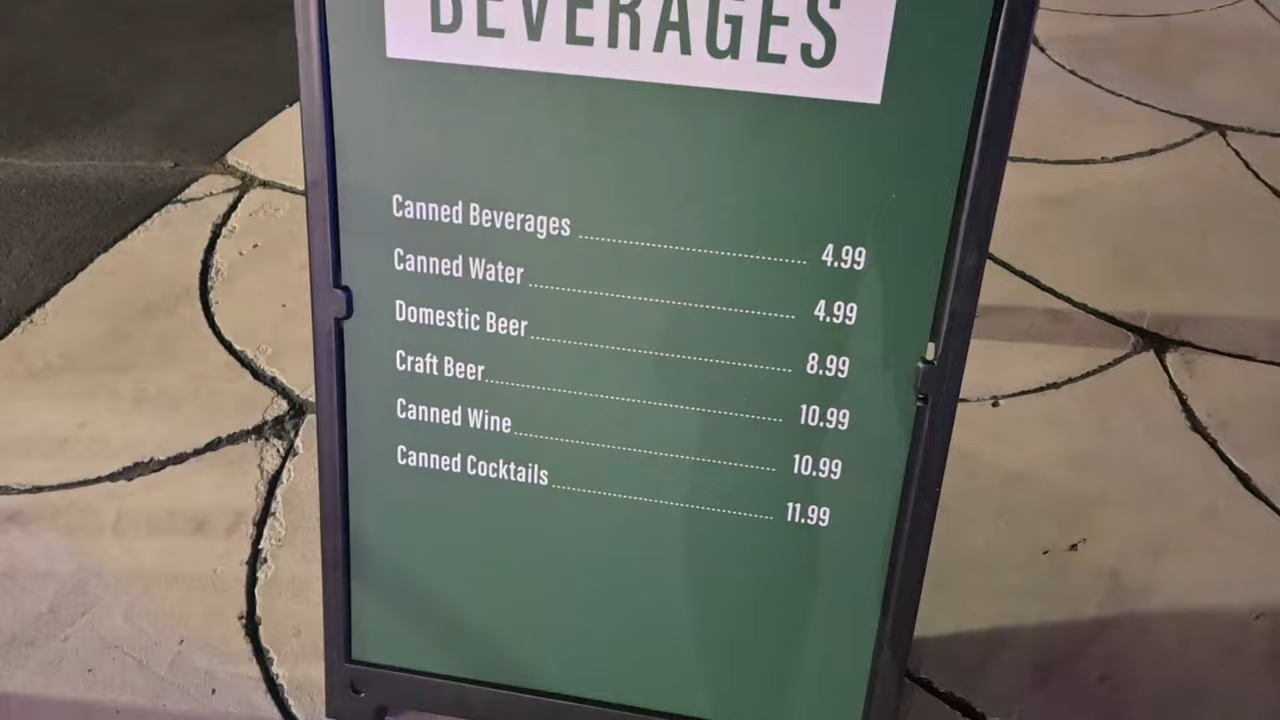 BEVERAGES
Canned Beverages 4.99
Canned Water 4.99
Domestic Beer 8.99
Craft Beer 10.99
Canned Wine 10.99
Canned Cocktails 11.99